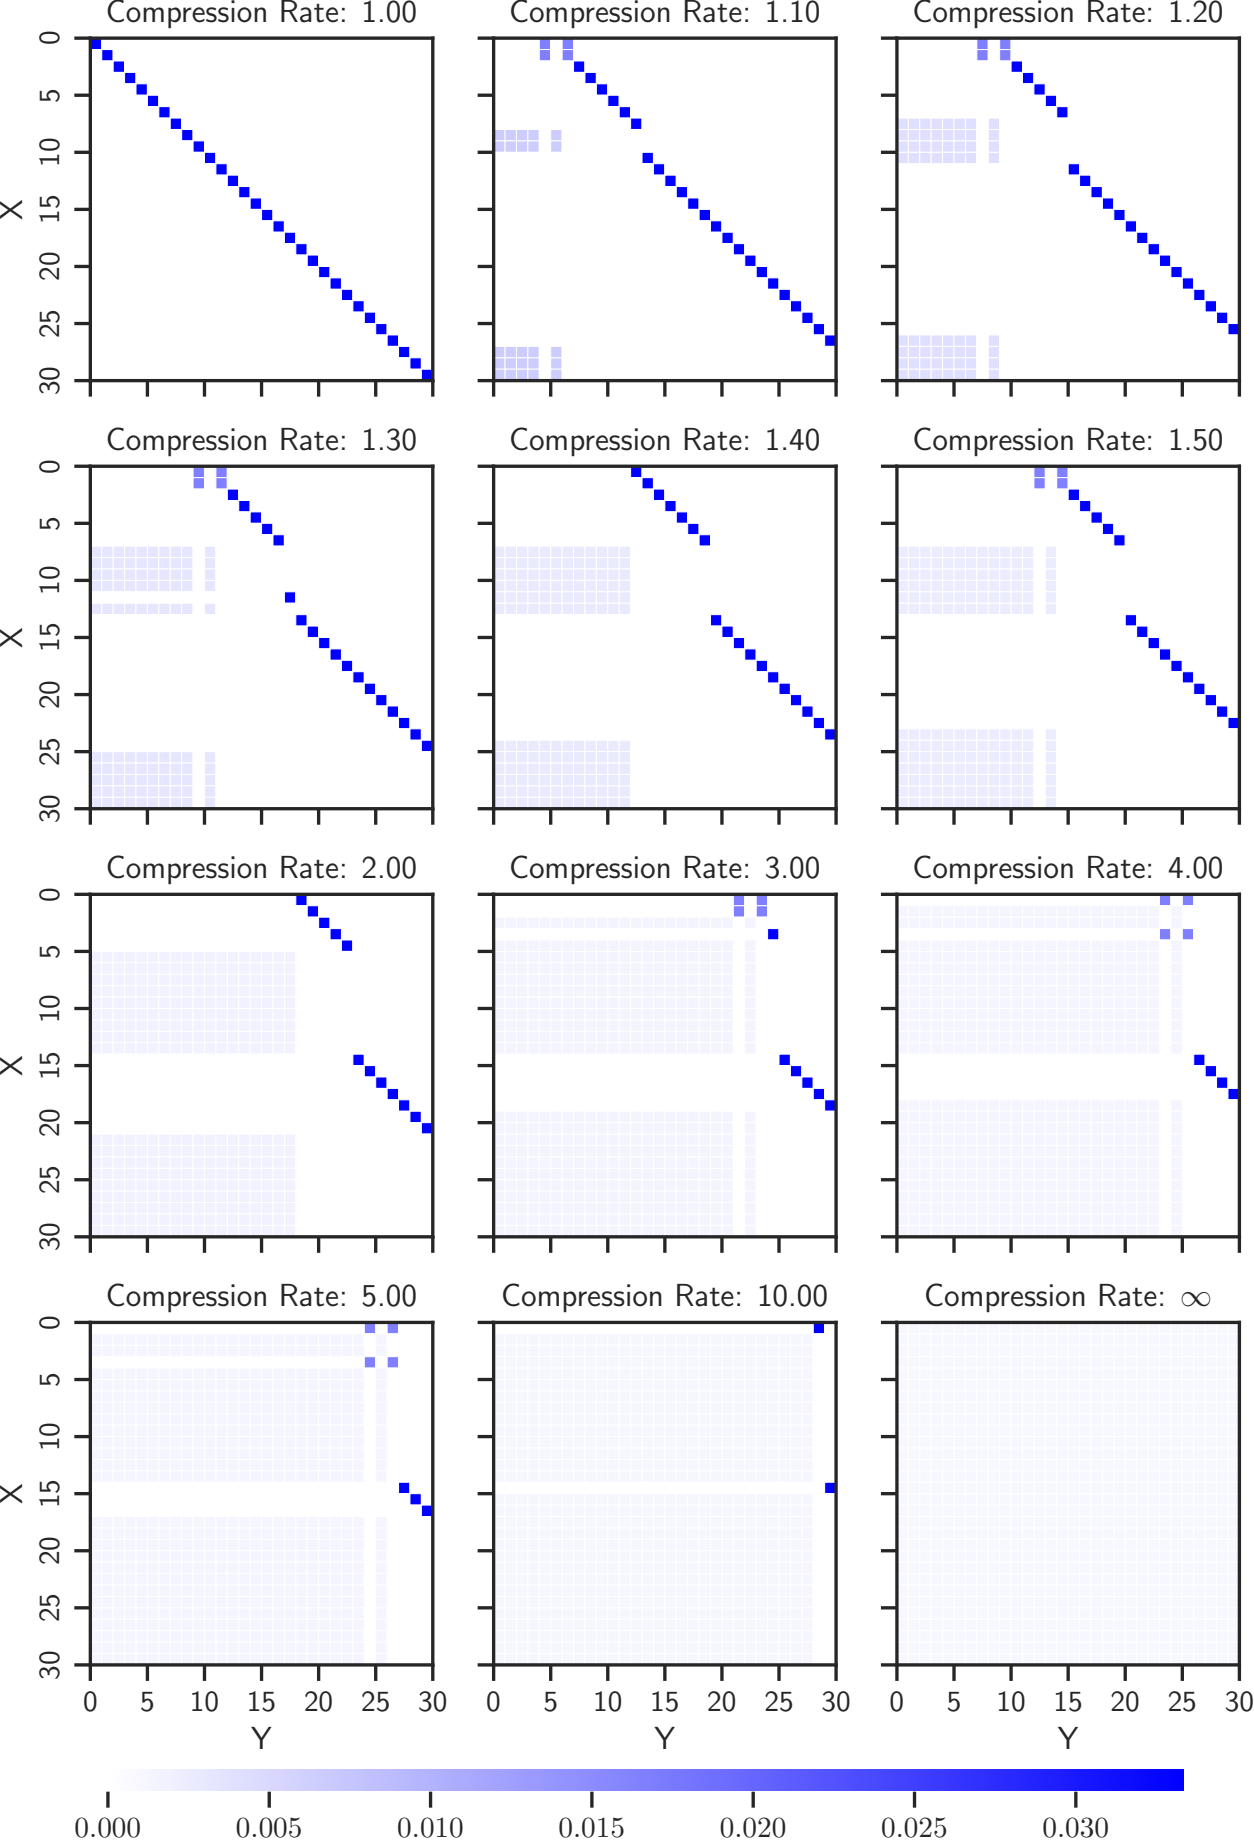 Compression Rate: 1.00
Compression Rate: 1.10
Compression Rate: 1.20
0
5
10
15
20
25
30
X
Compression Rate: 1.30
Compression Rate: 1.40
Compression Rate: 1.50
0
5
10
15
20
25
30
X
Compression Rate: 2.00
Compression Rate: 3.00
Compression Rate: 4.00
0
5
10
15
20
25
30
X
Compression Rate: 5.00
Compression Rate: 10.00
Compression Rate: ∞
0
5
10
15
20
25
30
X
0 5 10 15 20 25 30
0 5 10 15 20 25 30
0 5 10 15 20 25 30
Y
Y
Y
0.000 0.005 0.010 0.015 0.020 0.025 0.030